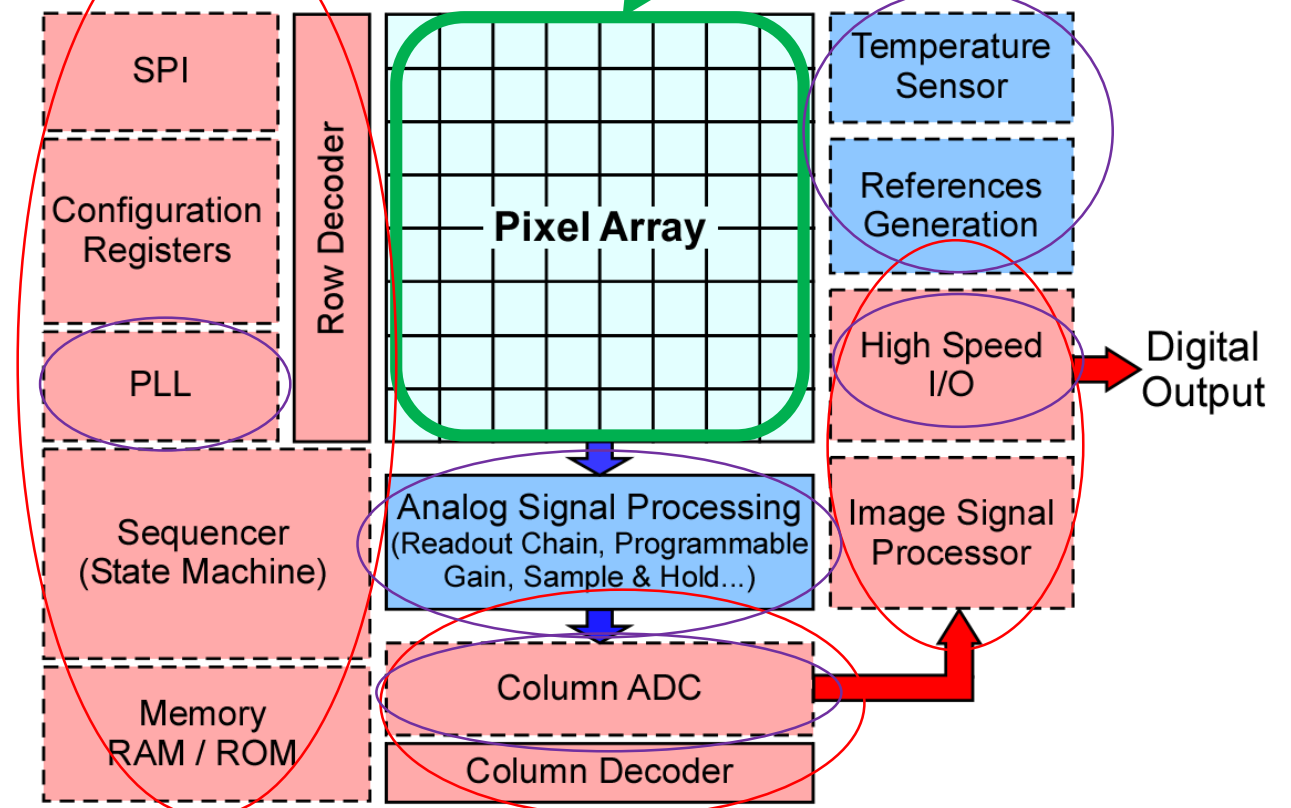 SPI
Configuration
Registers
PLL
Sequencer
(State Machine)
Memory
RAM / ROM
Row Decoder
Pixel Array
Analog Signal Processing
(Readout Chain, Programmable
Gain, Sample & Hold...)
Column ADC
Column Decoder
Temperature
Sensor
References
Generation
High Speed
I/O
Image Signal
Processor
Digital
Output